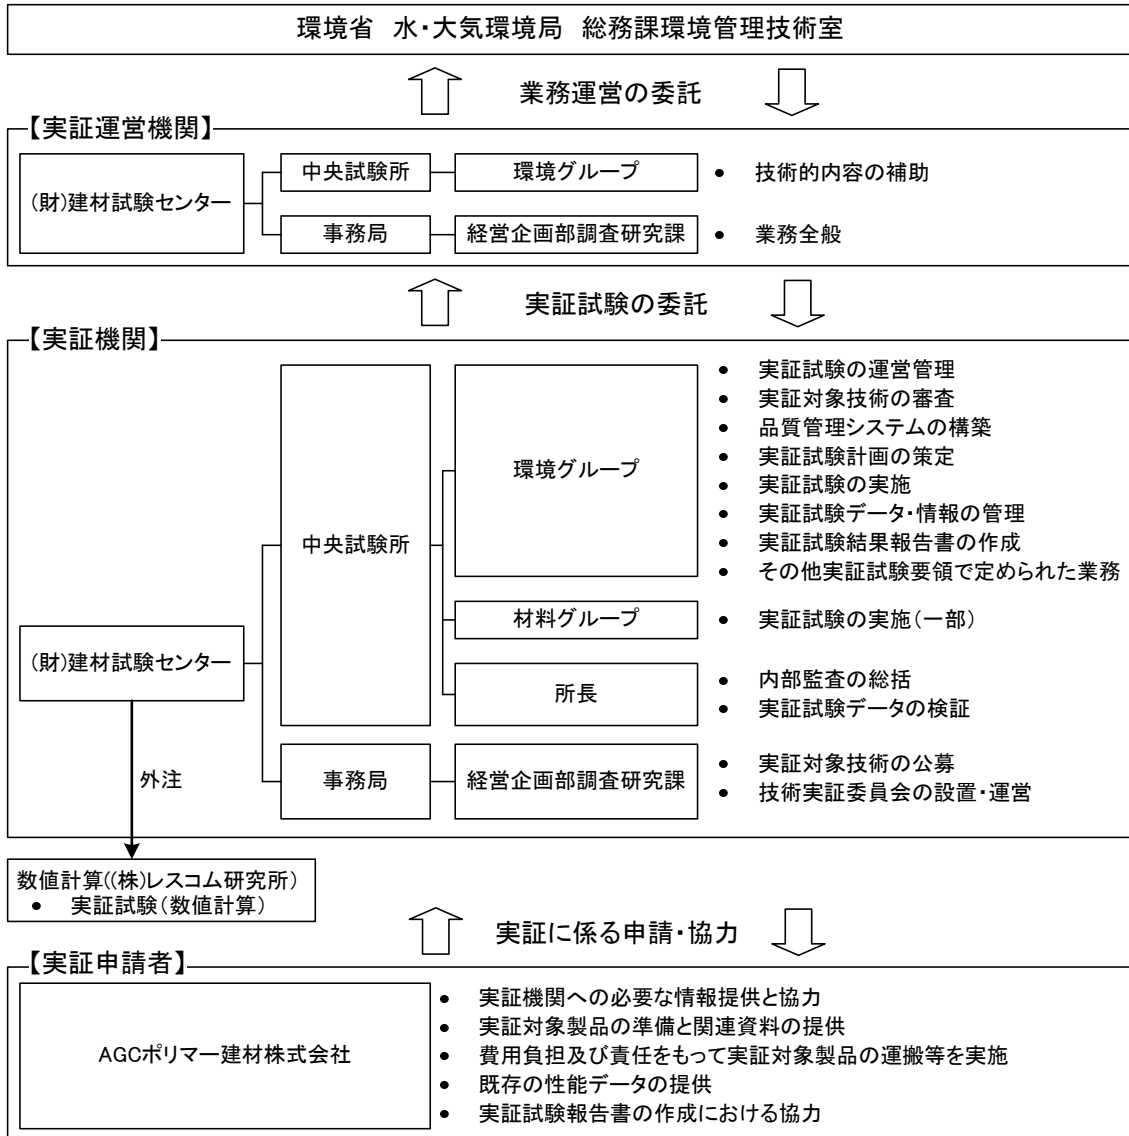 環境省　水・大気環境局　総務課環境管理技術室
業務運営の委託
【実証運営機関】
(財)建材試験センター
中央試験所
環境グループ
• 技術的内容の補助
事務局
経営企画部調査研究課
• 業務全般
実証試験の委託
【実証機関】
(財)建材試験センター
中央試験所
環境グループ
• 実証試験の運営管理
• 実証対象技術の審査
• 品質管理システムの構築
• 実証試験計画の策定
• 実証試験の実施
• 実証試験データ・情報の管理
• 実証試験結果報告書の作成
• その他実証試験要領で定められた業務
材料グループ
• 実証試験の実施(一部)
所長
• 内部監査の総括
• 実証試験データの検証
事務局
経営企画部調査研究課
• 実証対象技術の公募
• 技術実証委員会の設置・運営
外注
数値計算((株)レスコム研究所)
• 実証試験(数値計算)
実証に係る申請・協力
【実証申請者】
AGCポリマー建材株式会社
• 実証機関への必要な情報提供と協力
• 実証対象製品の準備と関連資料の提供
• 費用負担及び責任をもって実証対象製品の運搬等を実施
• 既存の性能データの提供
• 実証試験報告書の作成における協力